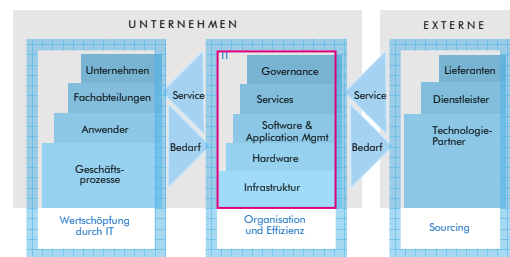 UNTERNEHMEN
EXTERNE
Unternehmen
Fachabteilungen
Anwender
Geschäfts-
prozesse
Wertschöpfung
durch IT
Service
Bedarf
IT
Governance
Services
Software &
Application Mgmt
Hardware
Infrastruktur
Organisation
und Effizienz
Service
Bedarf
Lieferanten
Dienstleister
Technologie-
Partner
Sourcing